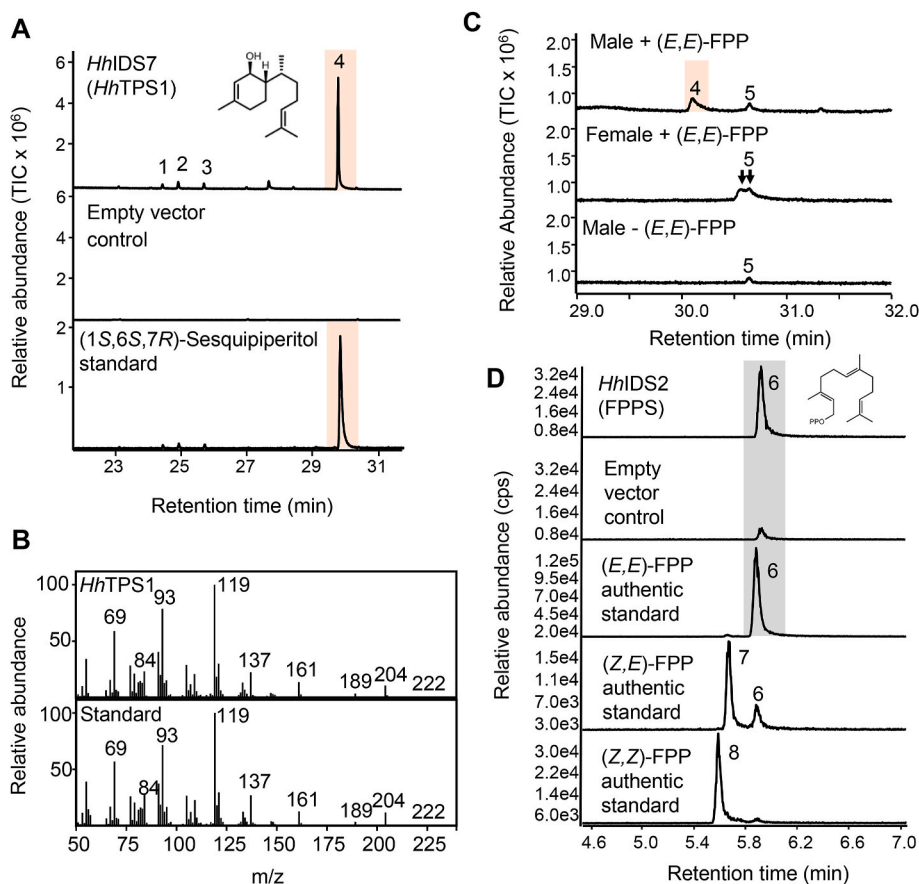 A
Relative abundance (TIC x 10⁶)
6
4
2
HhIDS7
(HhTPS1)
OH
H
1 2 3
4
6
4
2
Empty vector
control
2
1
(1S,6S,7R)-Sesquipiperitol
standard
23 25 27 29 31
Retention time (min)
B
Relative abundance
100
50
HhTPS1
69 84 93 119 137 161 189 204 222
100
50
Standard
69 84 93 119 137 161 189 204 222
50 75 100 125 150 175 200 225
m/z
C
Relative Abundance (TIC x 10⁶)
2.0
1.5
1.0
Male + (E,E)-FPP
4 5
2.0
1.5
1.0
Female + (E,E)-FPP
5
2.0
1.5
1.0
Male - (E,E)-FPP
5
29.0 30.0 31.0 32.0
Retention time (min)
D
Relative abundance (cps)
3.2e4
2.4e4
1.6e4
0.8e4
HhIDS2
(FPPS)
6
PPO
3.2e4
2.4e4
1.6e4
0.8e4
Empty
vector
control
1.2e5
9.5e4
7.0e4
4.5e4
2.0e4
(E,E)-FPP
authentic
standard
6
1.5e4
1.1e4
7.0e3
3.0e3
(Z,E)-FPP
authentic
standard
7
6
3.0e4
2.2e4
1.4e4
6.0e3
(Z,Z)-FPP
authentic
standard
8
4.6 5.0 5.4 5.8 6.2 6.6 7.0
Retention time (min)